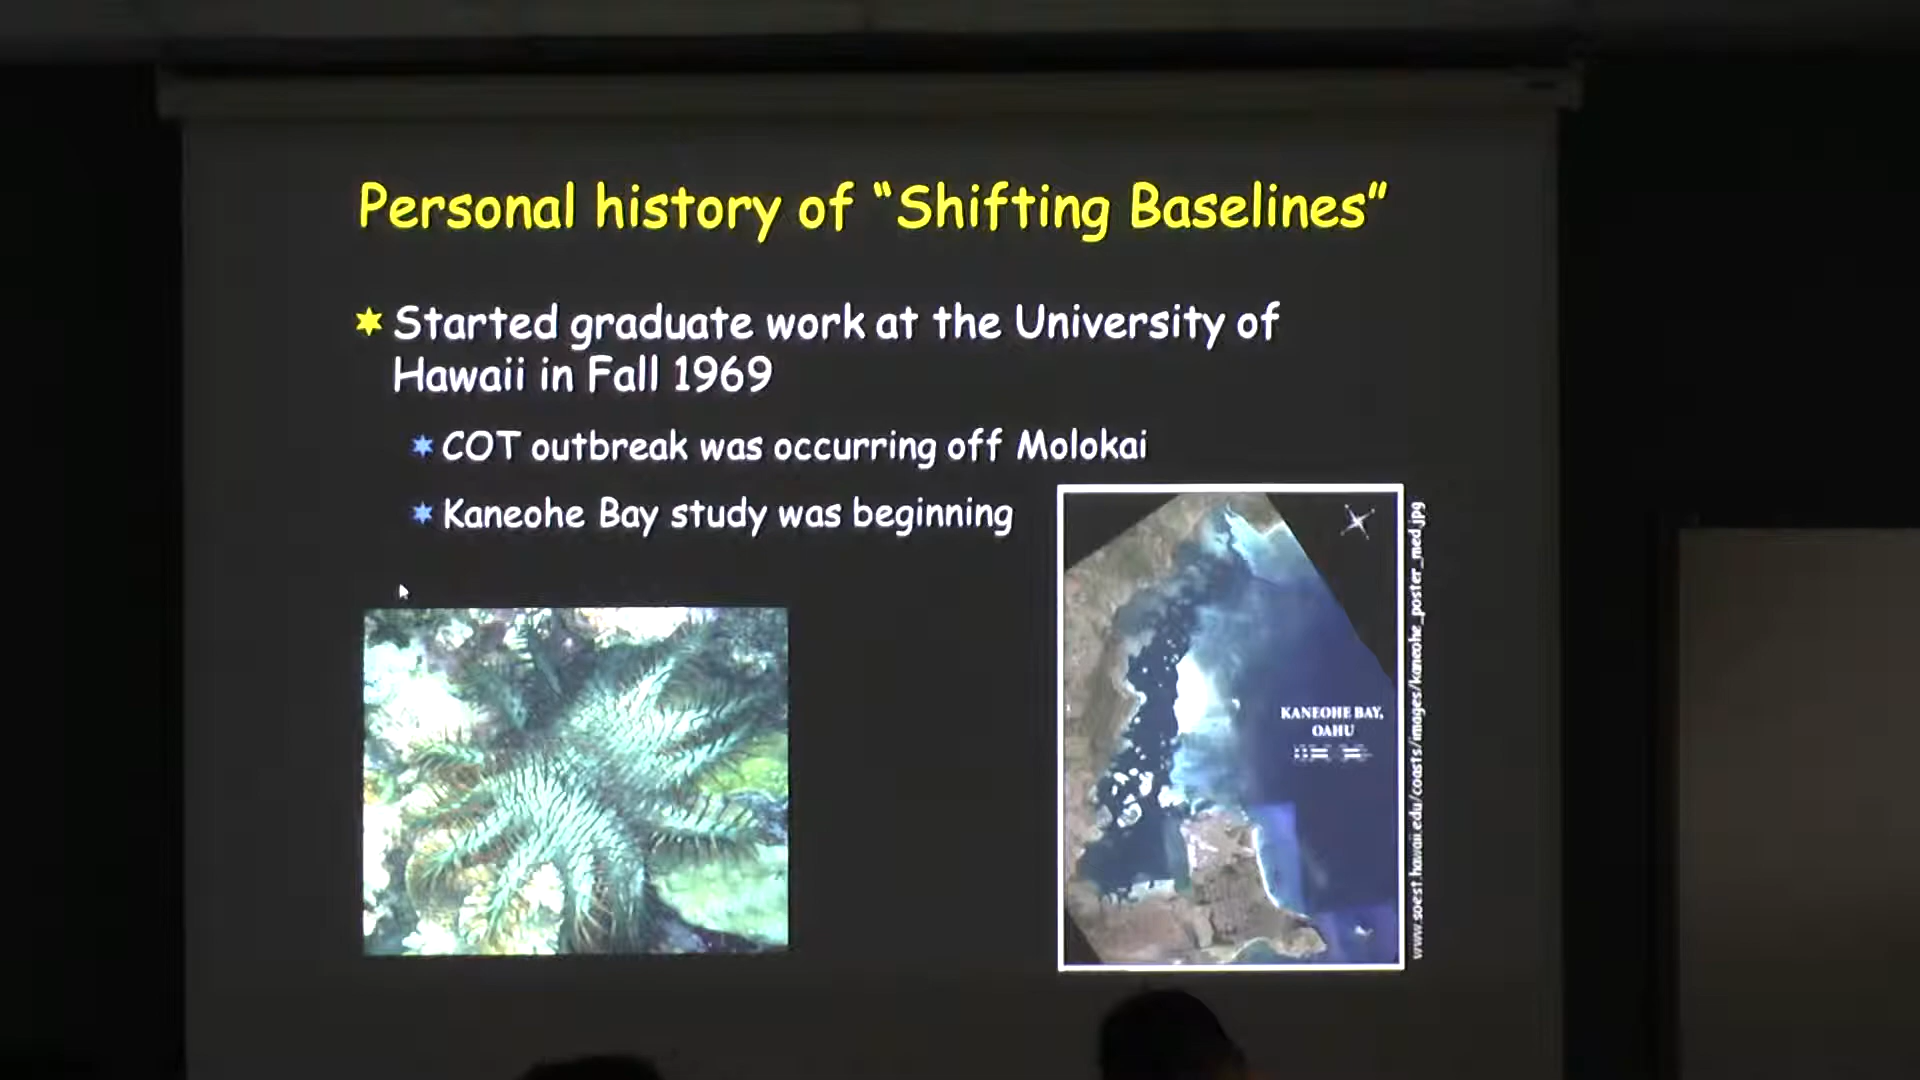 Personal history of “Shifting Baselines”
Started graduate work at the University of
Hawaii in Fall 1969
COT outbreak was occurring off Molokai
Kaneohe Bay study was beginning
KANEOHE BAY,
OAHU
www.soest.hawaii.edu/coasts/images/kaneohe_poster_med.jpg